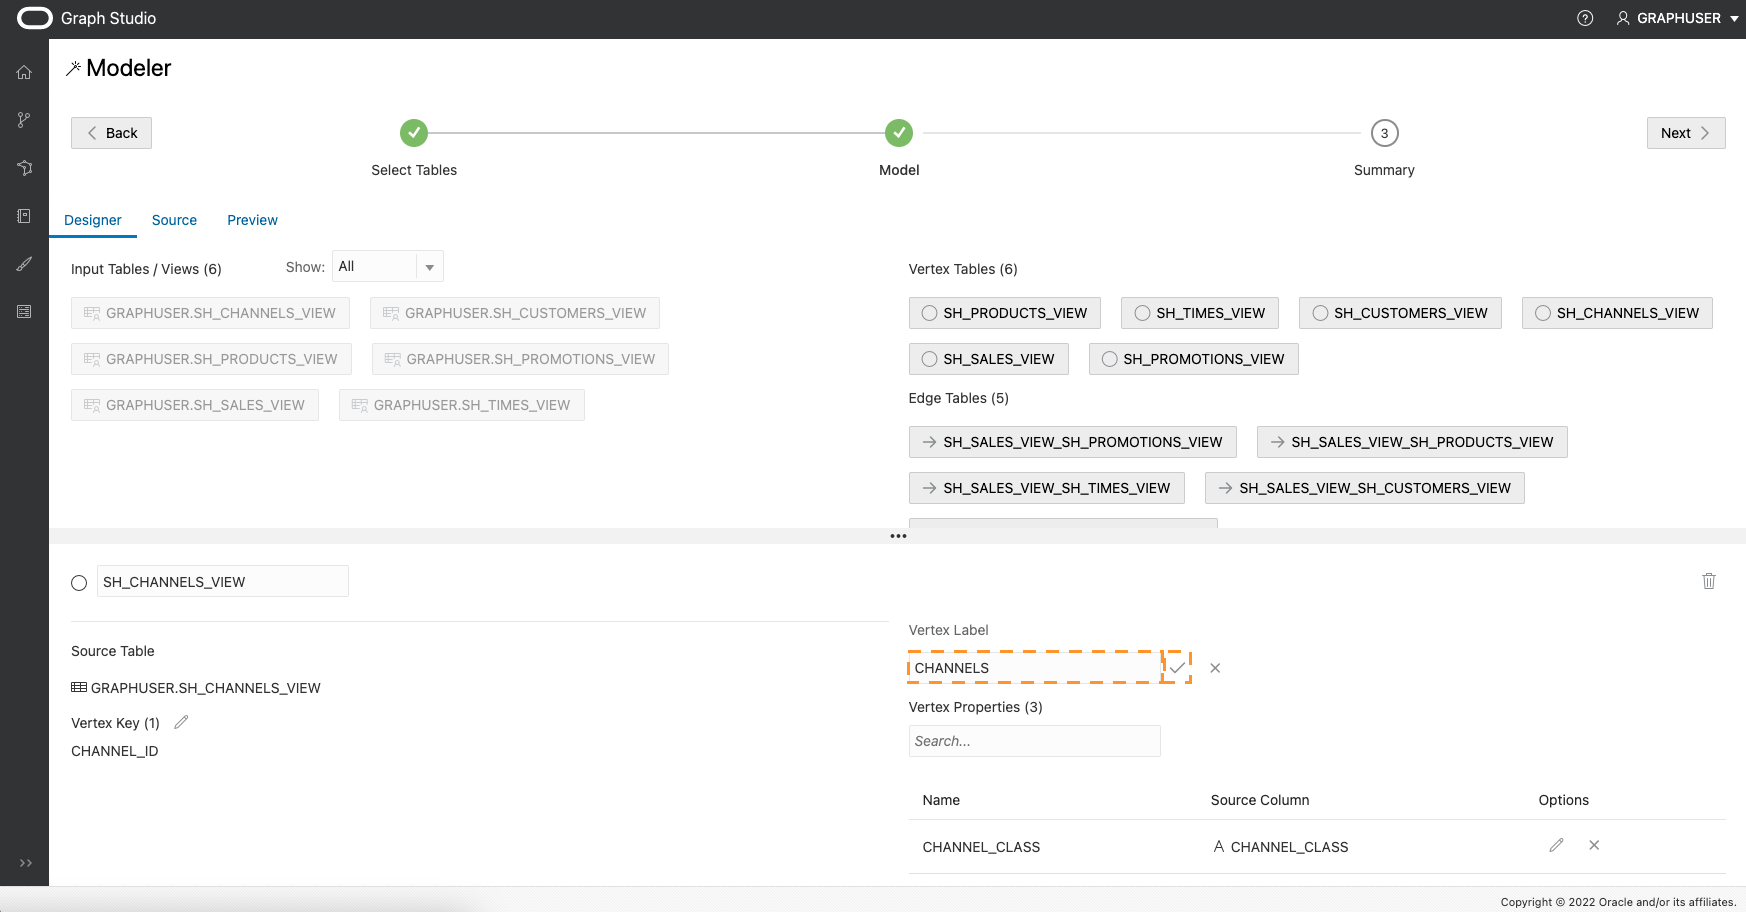 Graph Studio
GRAPHUSER
Modeler
Back
3
Next
Select Tables
Model
Summary
Designer
Source
Preview
Input Tables / Views (6)
Show:
All
GRAPHUSER.SH_CHANNELS_VIEW
GRAPHUSER.SH_CUSTOMERS_VIEW
GRAPHUSER.SH_PRODUCTS_VIEW
GRAPHUSER.SH_PROMOTIONS_VIEW
GRAPHUSER.SH_SALES_VIEW
GRAPHUSER.SH_TIMES_VIEW
Vertex Tables (6)
SH_PRODUCTS_VIEW
SH_TIMES_VIEW
SH_CUSTOMERS_VIEW
SH_CHANNELS_VIEW
SH_SALES_VIEW
SH_PROMOTIONS_VIEW
Edge Tables (5)
SH_SALES_VIEW_SH_PROMOTIONS_VIEW
SH_SALES_VIEW_SH_PRODUCTS_VIEW
SH_SALES_VIEW_SH_TIMES_VIEW
SH_SALES_VIEW_SH_CUSTOMERS_VIEW
SH_CHANNELS_VIEW
Source Table
GRAPHUSER.SH_CHANNELS_VIEW
Vertex Key (1)
CHANNEL_ID
Vertex Label
CHANNELS
Vertex Properties (3)
Search...
Name
Source Column
Options
CHANNEL_CLASS
A CHANNEL_CLASS
Copyright © 2022 Oracle and/or its affiliates.